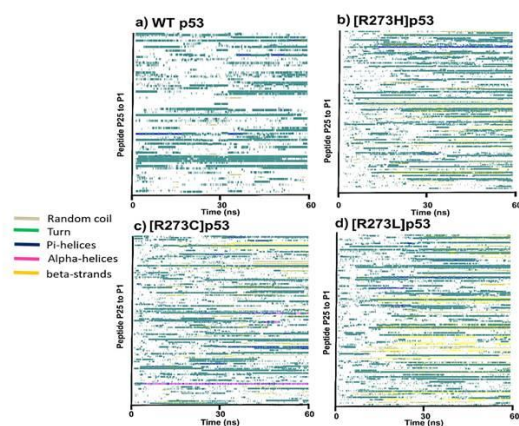 a) WT p53
Peptide P25 to P1
0
30
60
Time (ns)
b) [R273H]p53
Peptide P25 to P1
0
30
60
Time (ns)
Random coil
Turn
Pi-helices
Alpha-helices
beta-strands
c) [R273C]p53
Peptide P25 to P1
0
30
60
Time (ns)
d) [R273L]p53
Peptide P25 to P1
0
30
60
Time (ns)